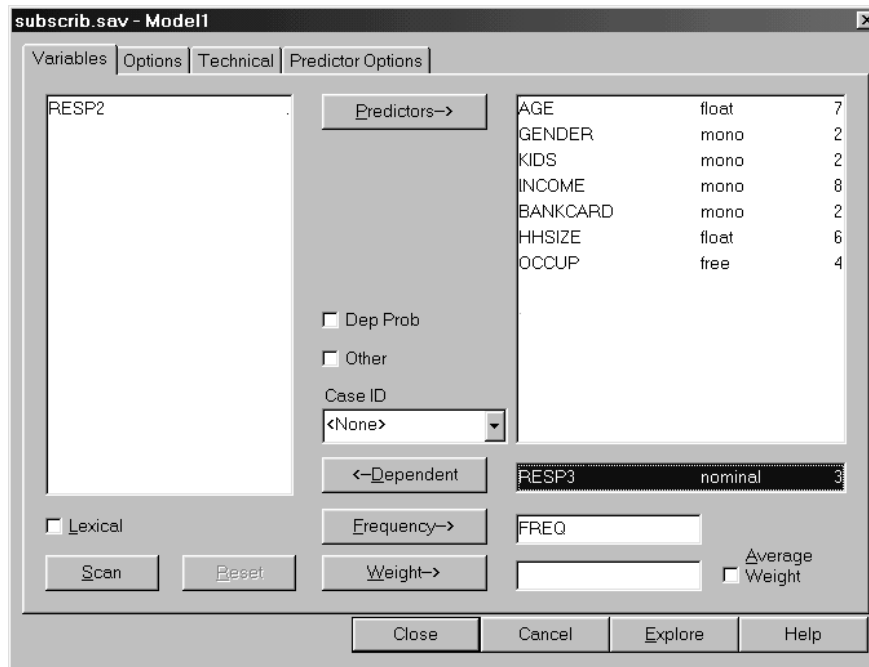 subscrib.sav - Model1
Variables Options Technical Predictor Options
RESP2 .
Predictors-->
AGE float 7
GENDER mono 2
KIDS mono 2
INCOME mono 8
BANKCARD mono 2
HHSIZE float 6
OCCUP free 4
Dep Prob
Other
Case ID
<None>
<--Dependent
RESP3 nominal 3
Lexical
Frequency-->
FREQ
Scan
Reset
Weight-->
Average
Weight
Close Cancel Explore Help